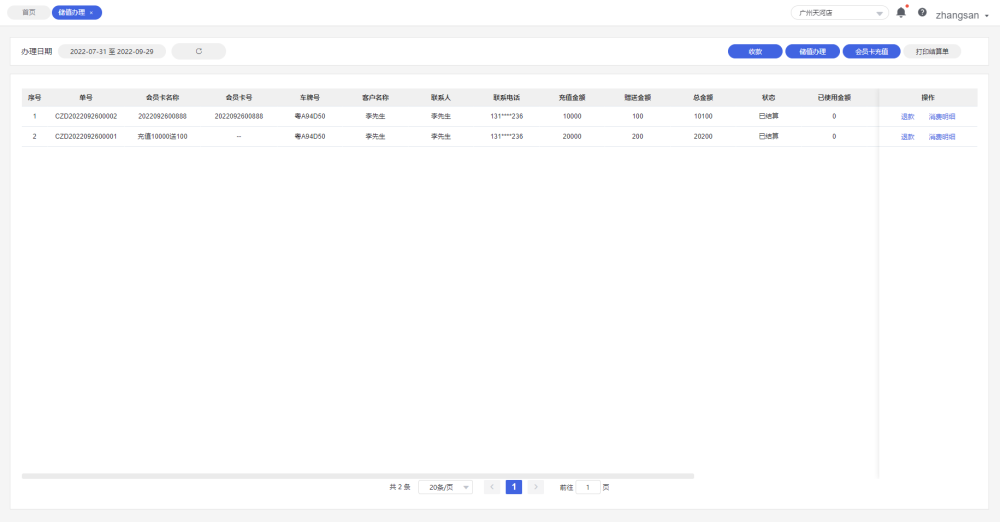 首页 储值办理 × 广州天河店 zhangsan
办理日期 2022-07-31 至 2022-09-29 收款 储值办理 会员卡充值 打印结算单
序号 单号 会员卡名称 会员卡号 车牌号 客户名称 联系人 联系电话 充值金额 赠送金额 总金额 状态 已使用金额 操作
1 CZD2022092600002 2022092600888 2022092600888 粤A94D50 李先生 李先生 131****236 10000 100 10100 已结算 0 退款 消费明细
2 CZD2022092600001 充值10000送100 -- 粤A94D50 李先生 李先生 131****236 20000 200 20200 已结算 0 退款 消费明细
共 2 条 20条/页 < 1 > 前往 1 页